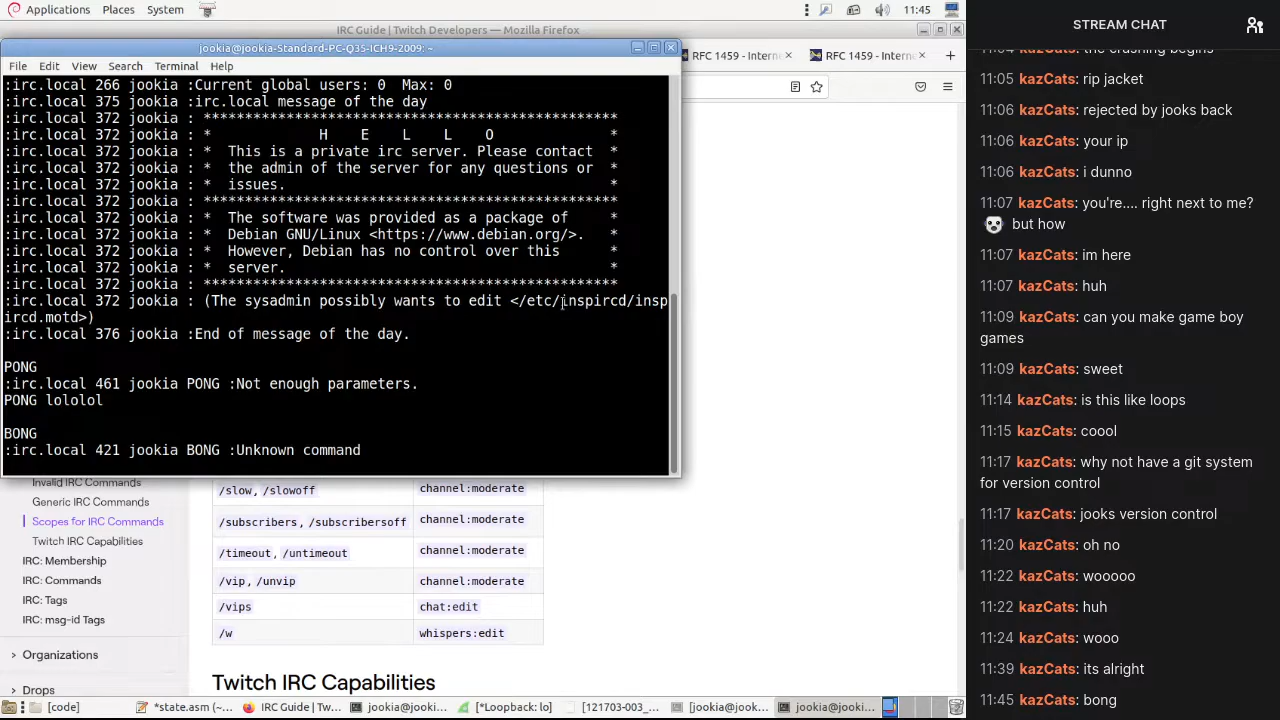 Applications Places System 11:45
IRC Guide | Twitch Developers — Mozilla Firefox
jookia@jookia-Standard-PC-Q35-ICH9-2009: ~
RFC 1459 - Intern
RFC 1459 - Intern
File Edit View Search Terminal Help
:irc.local 266 jookia :Current global users: 0  Max: 0
:irc.local 375 jookia :irc.local message of the day
:irc.local 372 jookia : **************************************************
:irc.local 372 jookia : *             H    E    L    L    O              *
:irc.local 372 jookia : *  This is a private irc server. Please contact  *
:irc.local 372 jookia : *  the admin of the server for any questions or  *
:irc.local 372 jookia : *  issues.                                       *
:irc.local 372 jookia : **************************************************
:irc.local 372 jookia : *  The software was provided as a package of     *
:irc.local 372 jookia : *  Debian GNU/Linux <https://www.debian.org/>.   *
:irc.local 372 jookia : *  However, Debian has no control over this      *
:irc.local 372 jookia : *  server.                                       *
:irc.local 372 jookia : **************************************************
:irc.local 372 jookia : (The sysadmin possibly wants to edit </etc/inspircd/insp
ircd.motd>)
:irc.local 376 jookia :End of message of the day.
PONG
:irc.local 461 jookia PONG :Not enough parameters.
PONG lololol
BONG
:irc.local 421 jookia BONG :Unknown command
Invalid IRC Commands
Generic IRC Commands
Scopes for IRC Commands
Twitch IRC Capabilities
IRC: Membership
IRC: Commands
IRC: Tags
IRC: msg-id Tags
Organizations
Drops
/slow, /slowoff channel:moderate
/subscribers, /subscribersoff channel:moderate
/timeout, /untimeout channel:moderate
/vip, /unvip channel:moderate
/vips chat:edit
/w whispers:edit
Twitch IRC Capabilities
[code] *state.asm (~... IRC Guide | Tw... jookia@jooki... [*Loopback: lo] [121703-003_... [jookia@jook... jookia@jooki...
STREAM CHAT
11:04 kazCats: the crushing begins
11:05 kazCats: rip jacket
11:06 kazCats: rejected by jooks back
11:06 kazCats: your ip
11:06 kazCats: i dunno
11:07 kazCats: you're.... right next to me?
but how
11:07 kazCats: im here
11:07 kazCats: huh
11:09 kazCats: can you make game boy
games
11:09 kazCats: sweet
11:14 kazCats: is this like loops
11:15 kazCats: coool
11:17 kazCats: why not have a git system
for version control
11:17 kazCats: jooks version control
11:20 kazCats: oh no
11:22 kazCats: wooooo
11:22 kazCats: huh
11:24 kazCats: wooo
11:39 kazCats: its alright
11:45 kazCats: bong